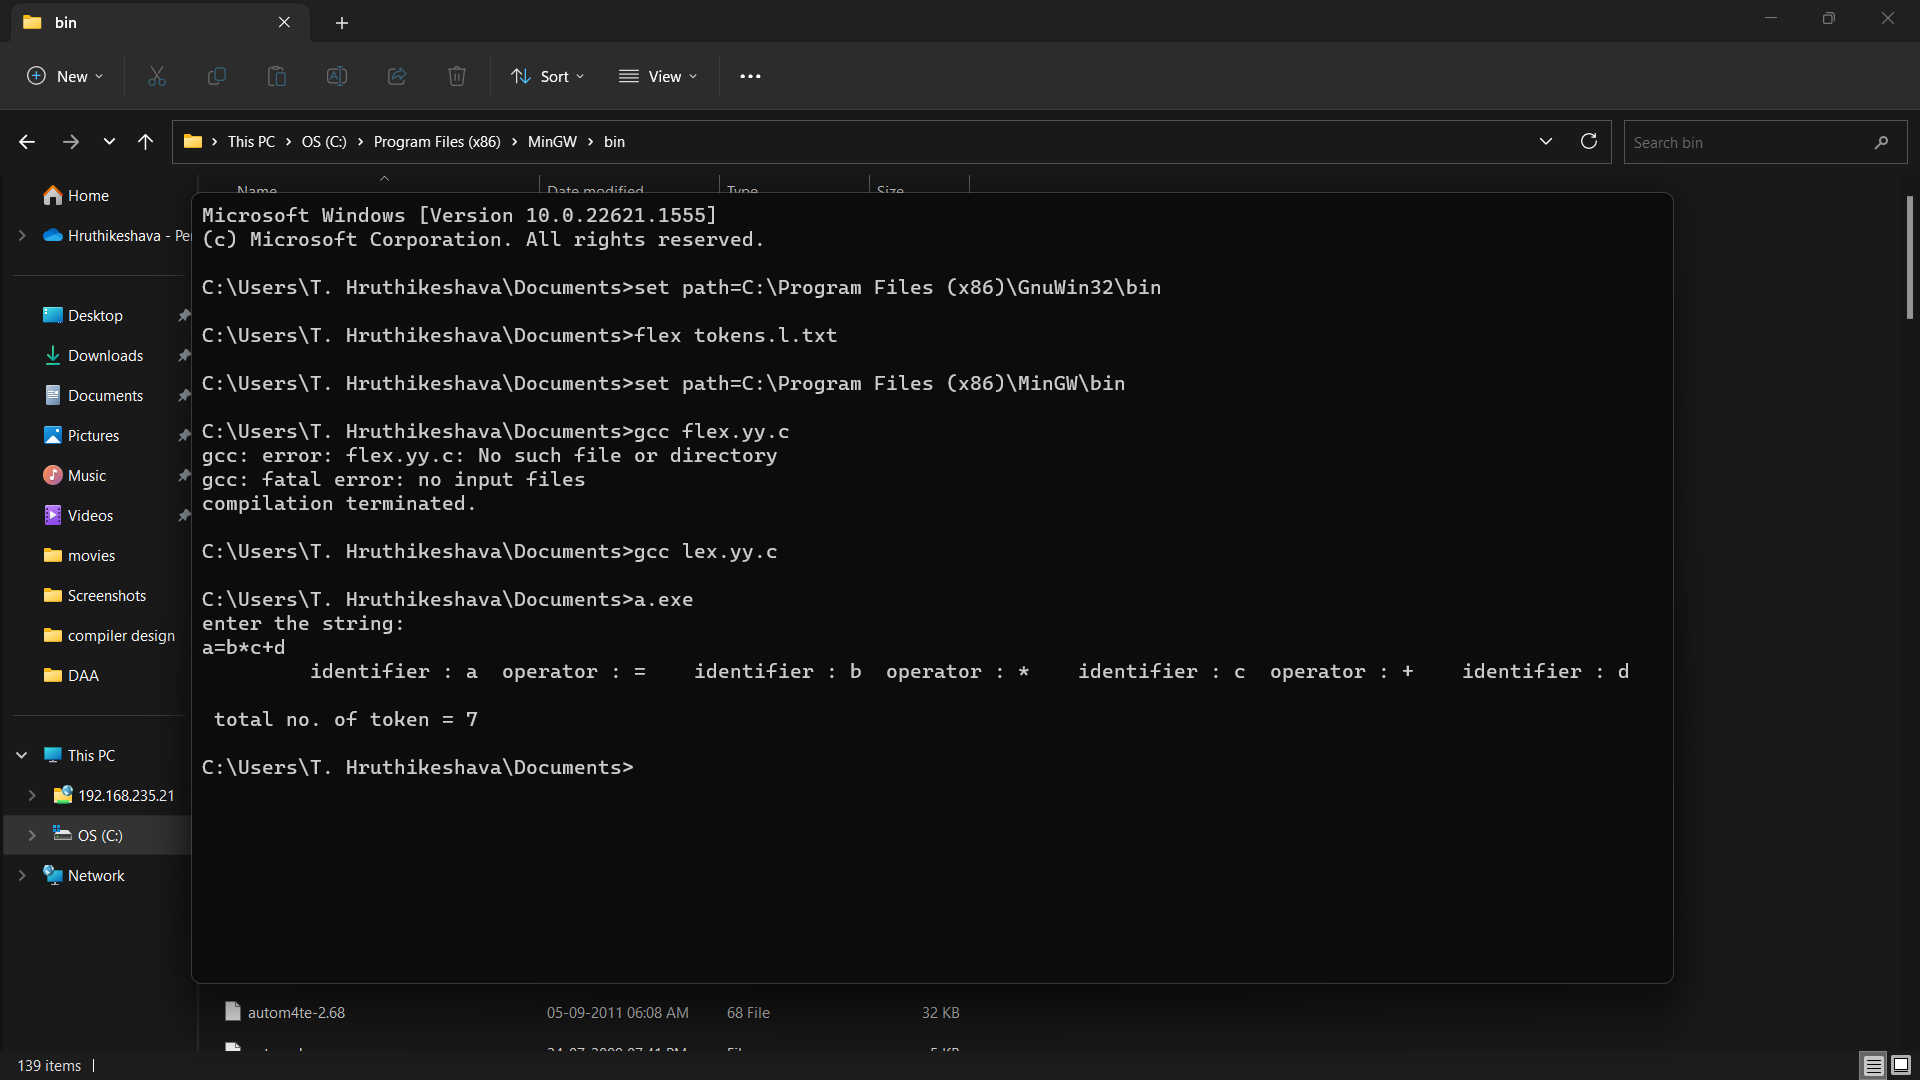 bin
New
Sort
View
This PC
OS (C:)
Program Files (x86)
MinGW
bin
Search bin
Name
Date modified
Type
Size
Home
Hruthikeshava - Pe
Desktop
Downloads
Documents
Pictures
Music
Videos
movies
Screenshots
compiler design
DAA
This PC
192.168.235.21
OS (C:)
Network
Microsoft Windows [Version 10.0.22621.1555]
(c) Microsoft Corporation. All rights reserved.
C:\Users\T. Hruthikeshava\Documents>set path=C:\Program Files (x86)\GnuWin32\bin
C:\Users\T. Hruthikeshava\Documents>flex tokens.l.txt
C:\Users\T. Hruthikeshava\Documents>set path=C:\Program Files (x86)\MinGW\bin
C:\Users\T. Hruthikeshava\Documents>gcc flex.yy.c
gcc: error: flex.yy.c: No such file or directory
gcc: fatal error: no input files
compilation terminated.
C:\Users\T. Hruthikeshava\Documents>gcc lex.yy.c
C:\Users\T. Hruthikeshava\Documents>a.exe
enter the string:
a=b*c+d
identifier : a operator : = identifier : b operator : * identifier : c operator : + identifier : d
total no. of token = 7
C:\Users\T. Hruthikeshava\Documents>
autom4te-2.68 05-09-2011 06:08 AM 68 File 32 KB
139 items